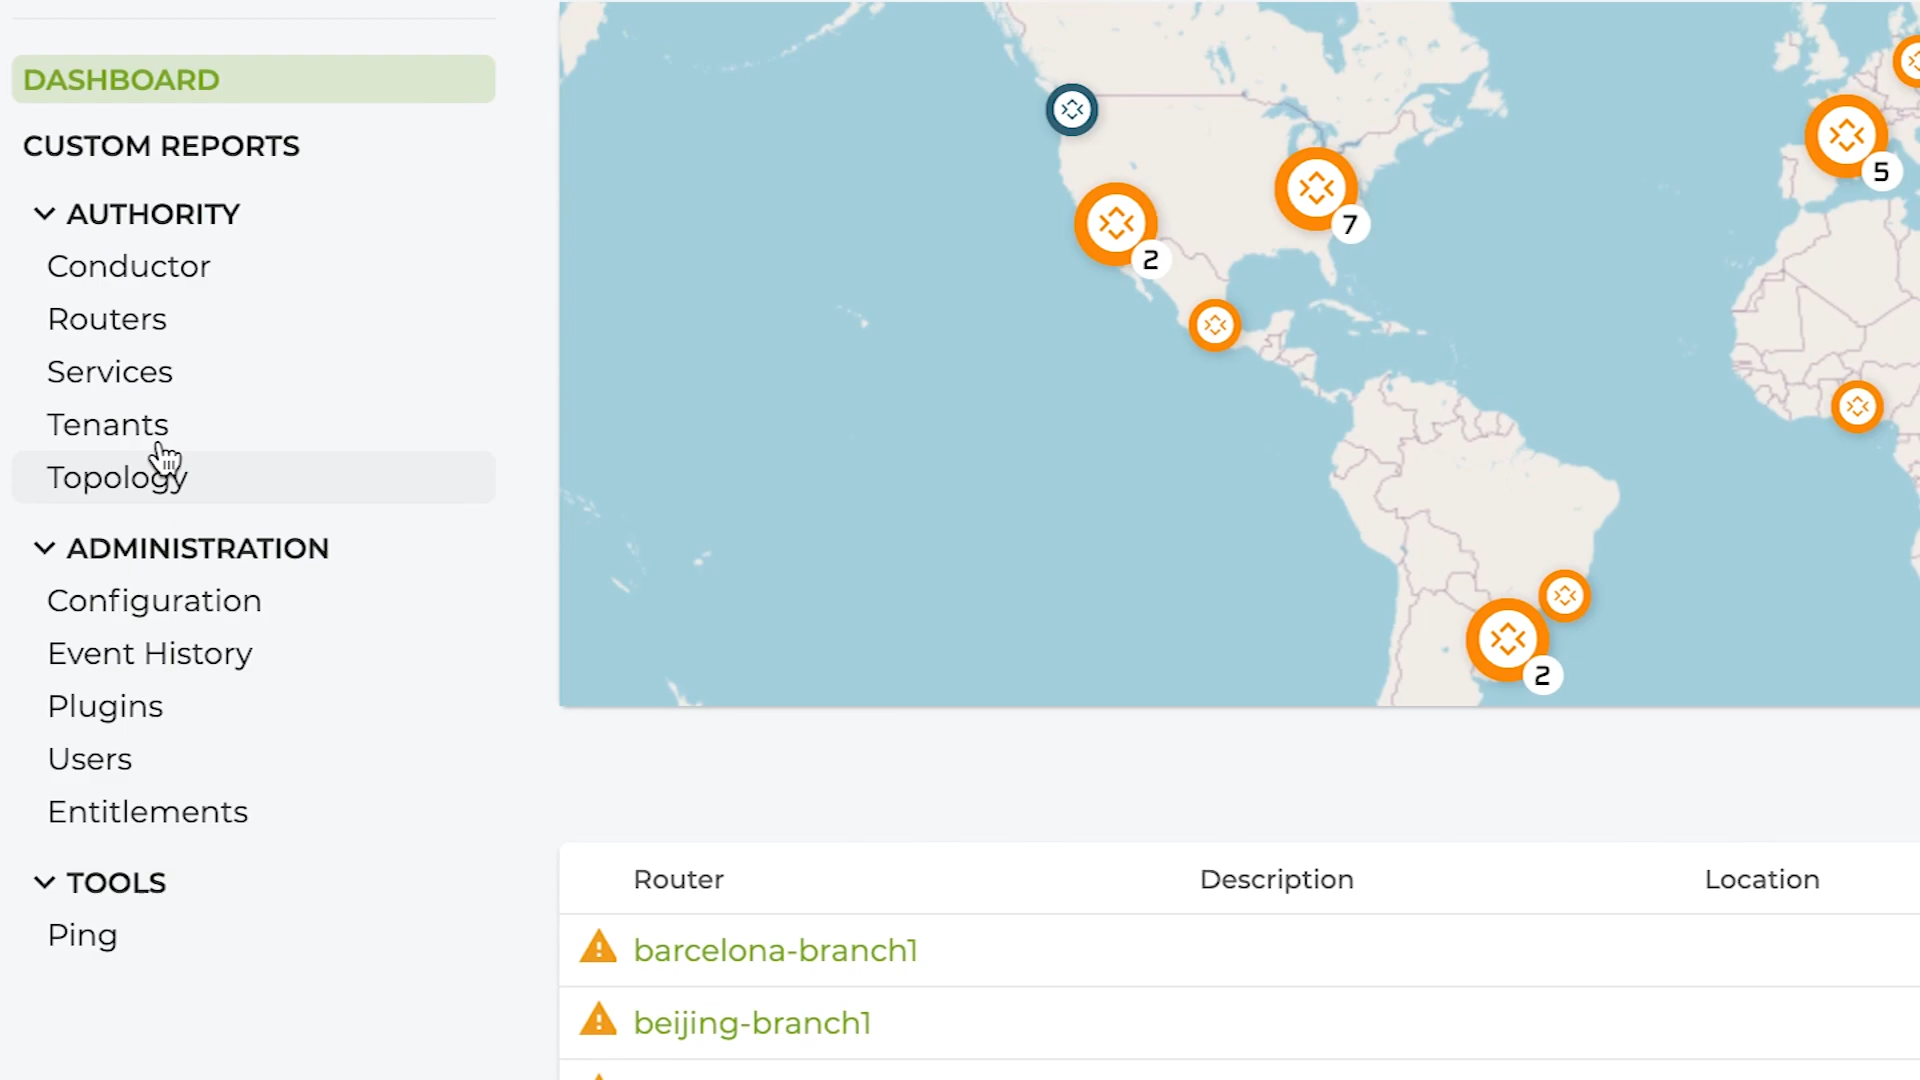 DASHBOARD
CUSTOM REPORTS
AUTHORITY
Conductor
Routers
Services
Tenants
Topology
ADMINISTRATION
Configuration
Event History
Plugins
Users
Entitlements
TOOLS
Ping
5
7
2
2
Router Description Location
barcelona-branch1
beijing-branch1